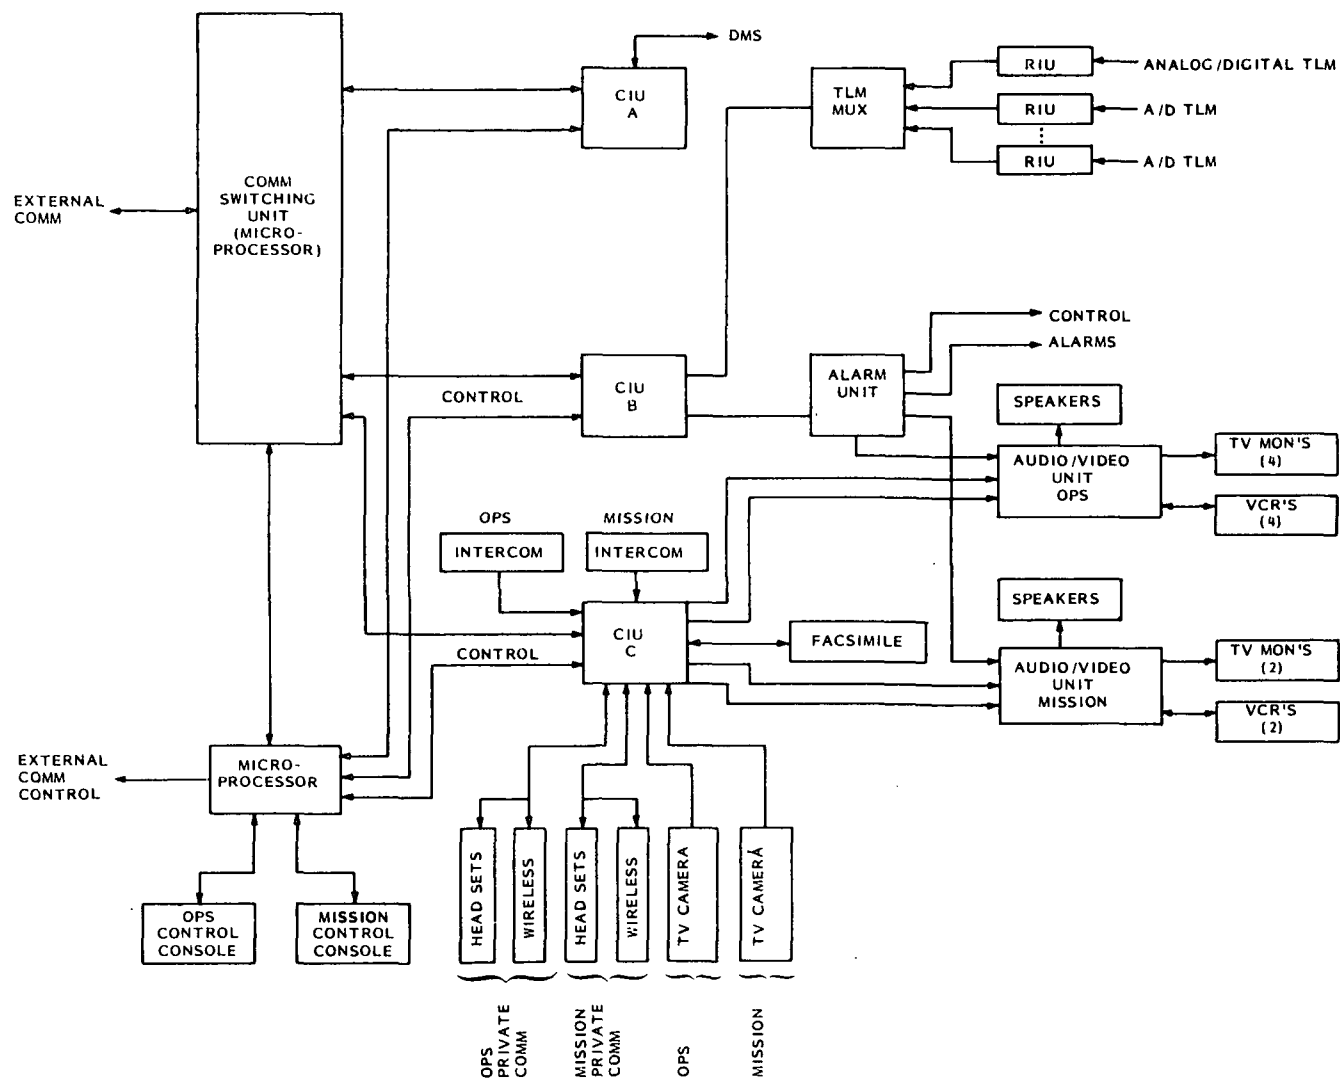 DMS
CIU
A
TLM
MUX
RIU
ANALOG/DIGITAL TLM
RIU
A/D TLM
RIU
A/D TLM
EXTERNAL
COMM
COMM
SWITCHING
UNIT
(MICRO-
PROCESSOR)
CONTROL
ALARMS
CONTROL
CIU
B
ALARM
UNIT
SPEAKERS
AUDIO/VIDEO
UNIT
OPS
TV MON'S
(4)
VCR'S
(4)
OPS
INTERCOM
MISSION
INTERCOM
CIU
C
CONTROL
FACSIMILE
SPEAKERS
AUDIO/VIDEO
UNIT
MISSION
TV MON'S
(2)
VCR'S
(2)
EXTERNAL
COMM
CONTROL
MICRO-
PROCESSOR
OPS
CONTROL
CONSOLE
MISSION
CONTROL
CONSOLE
HEAD SETS
WIRELESS
HEAD SETS
WIRELESS
TV CAMERA
TV CAMERA
OPS
PRIVATE
COMM
MISSION
PRIVATE
COMM
OPS
MISSION